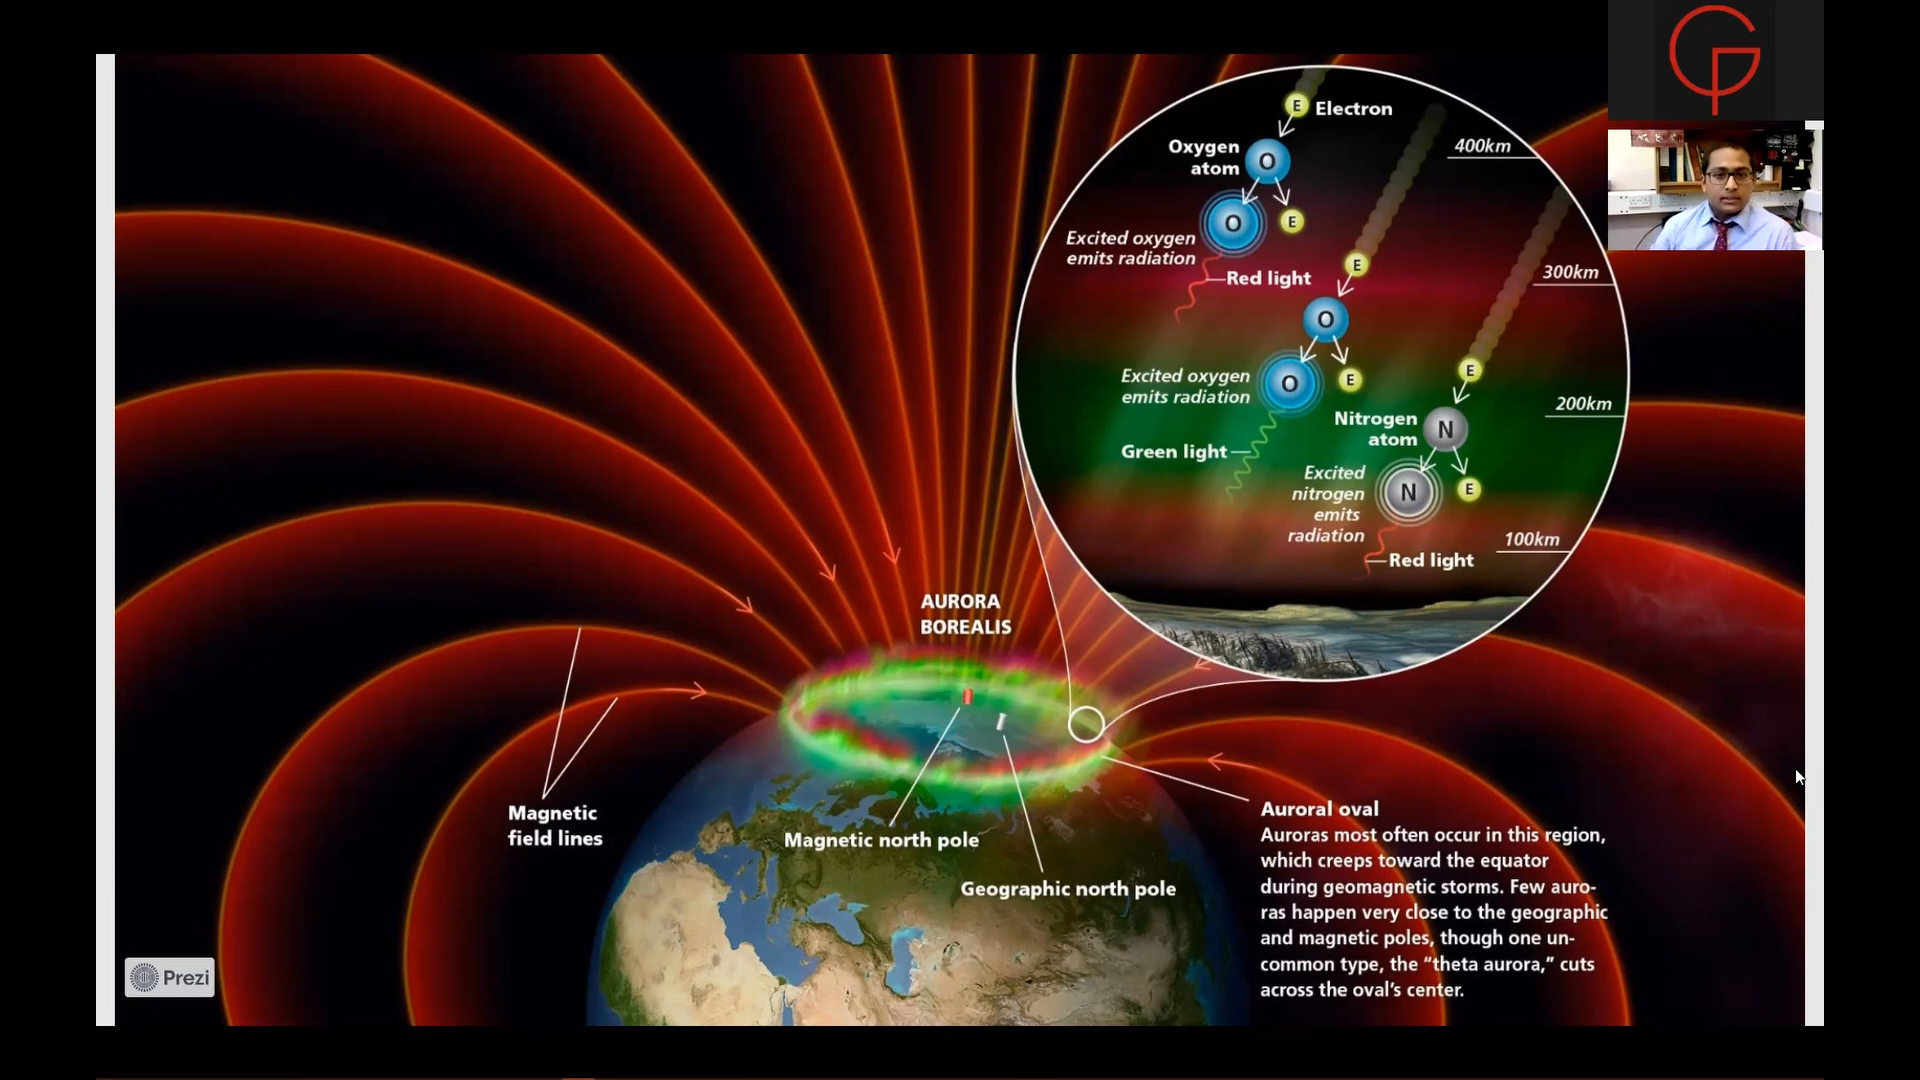 E Electron
400km
Oxygen
atom
O
O
E
Excited oxygen
emits radiation
Red light
E
300km
O
Excited oxygen
emits radiation
O
E
E
200km
Nitrogen
atom
N
Green light
Excited
nitrogen
emits
radiation
N
E
100km
Red light
AURORA
BOREALIS
Magnetic
field lines
Magnetic north pole
Geographic north pole
Auroral oval
Auroras most often occur in this region,
which creeps toward the equator
during geomagnetic storms. Few auro-
ras happen very close to the geographic
and magnetic poles, though one un-
common type, the “theta aurora,” cuts
across the oval’s center.
Prezi